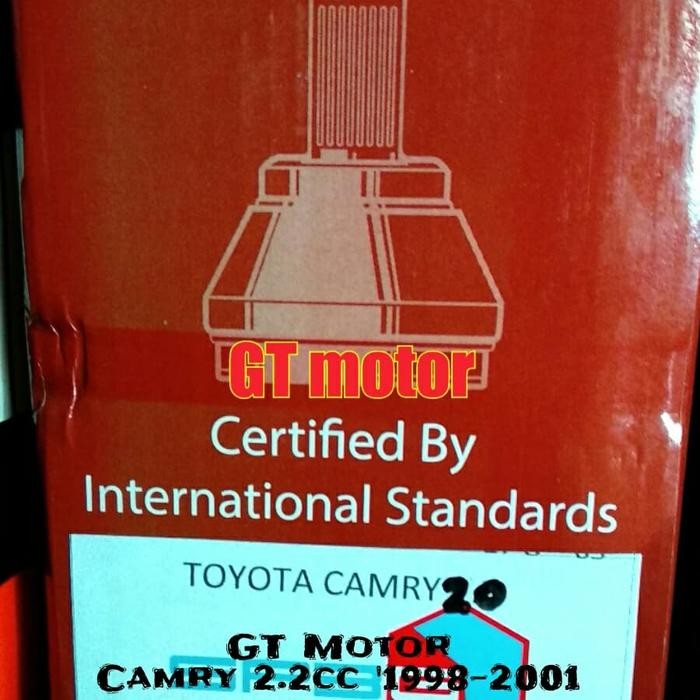 GT motor
Certified By
International Standards
TOYOTA CAMRY 20
GT Motor
Camry 2.2cc '1998-2001